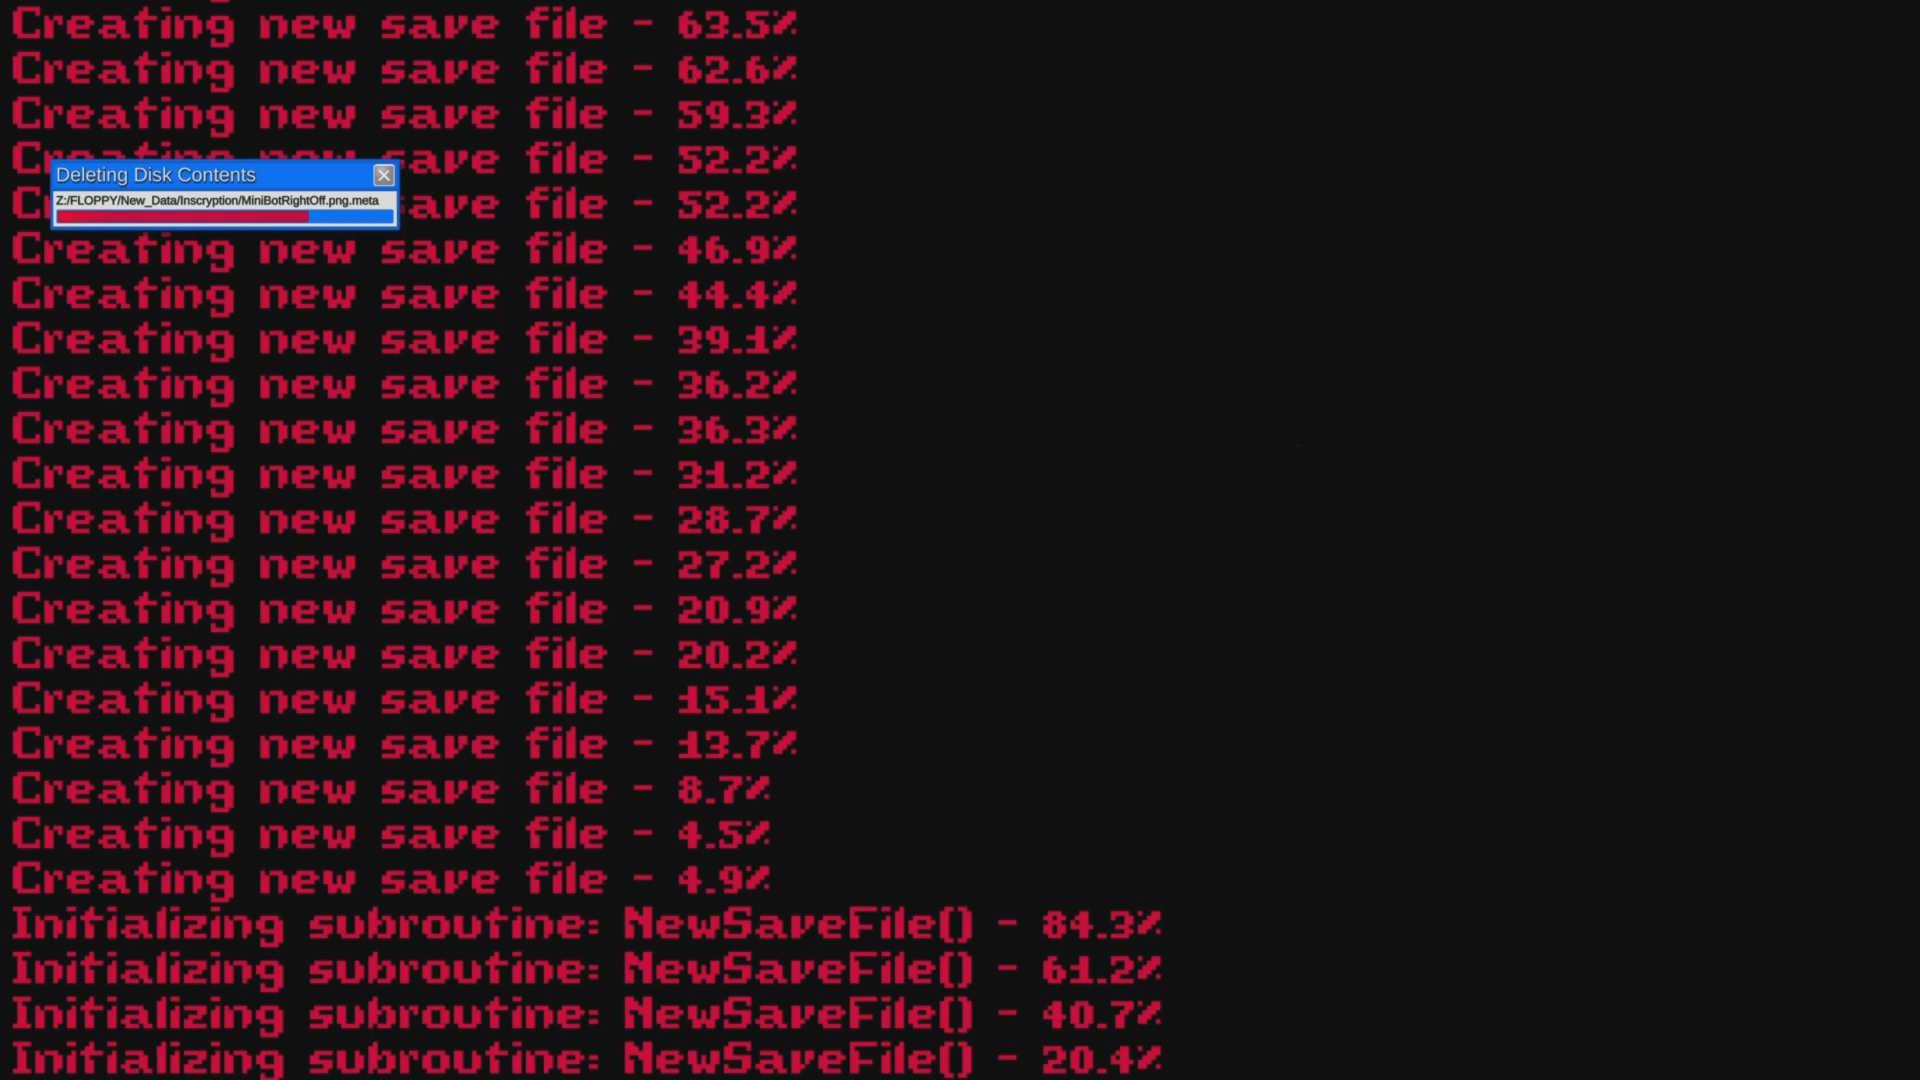 Creating new save file - 63.5%
Creating new save file - 62.6%
Creating new save file - 59.3%
Creating new save file - 52.2%
Deleting Disk Contents
Z:/FLOPPY/New_Data/Inscryption/MiniBotRightOff.png.meta
save file - 52.2%
Creating new save file - 46.9%
Creating new save file - 44.4%
Creating new save file - 39.1%
Creating new save file - 36.2%
Creating new save file - 36.3%
Creating new save file - 31.2%
Creating new save file - 28.7%
Creating new save file - 27.2%
Creating new save file - 20.9%
Creating new save file - 20.2%
Creating new save file - 15.1%
Creating new save file - 13.7%
Creating new save file - 8.7%
Creating new save file - 4.5%
Creating new save file - 4.9%
Initializing subroutine: NewSaveFile() - 84.3%
Initializing subroutine: NewSaveFile() - 61.2%
Initializing subroutine: NewSaveFile() - 40.7%
Initializing subroutine: NewSaveFile() - 20.4%